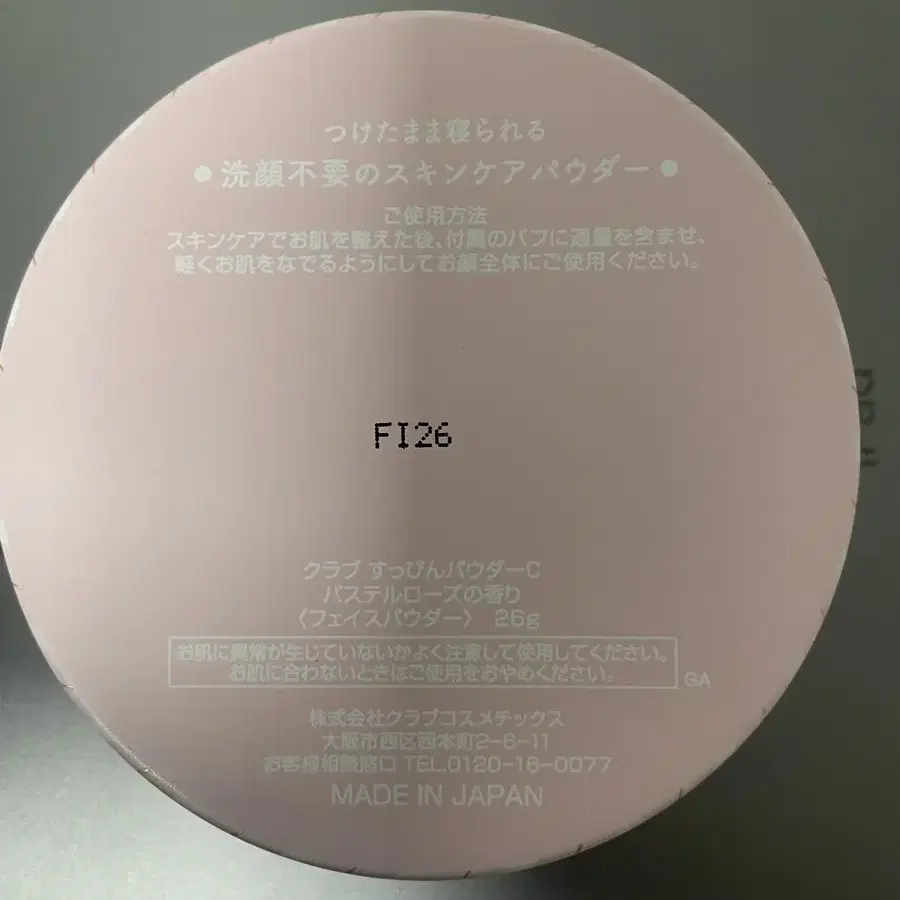 つけたまま寝られる
●洗顔不要のスキンケアパウダー●
ご使用方法
スキンケアでお肌を整えた後、付属のパフに適量を含ませ、
軽くお肌をなでるようにしてお顔全体にご使用ください。
FI26
クラブ すっぴんパウダーC
パステルローズの香り
〈フェイスパウダー〉 26g
お肌に異常が生じていないかよく注意して使用してください。
お肌に合わないときはご使用をおやめください。
GA
株式会社クラブコスメチックス
大阪市西区西本町2-6-11
お客様相談窓口 TEL.0120-16-0077
MADE IN JAPAN